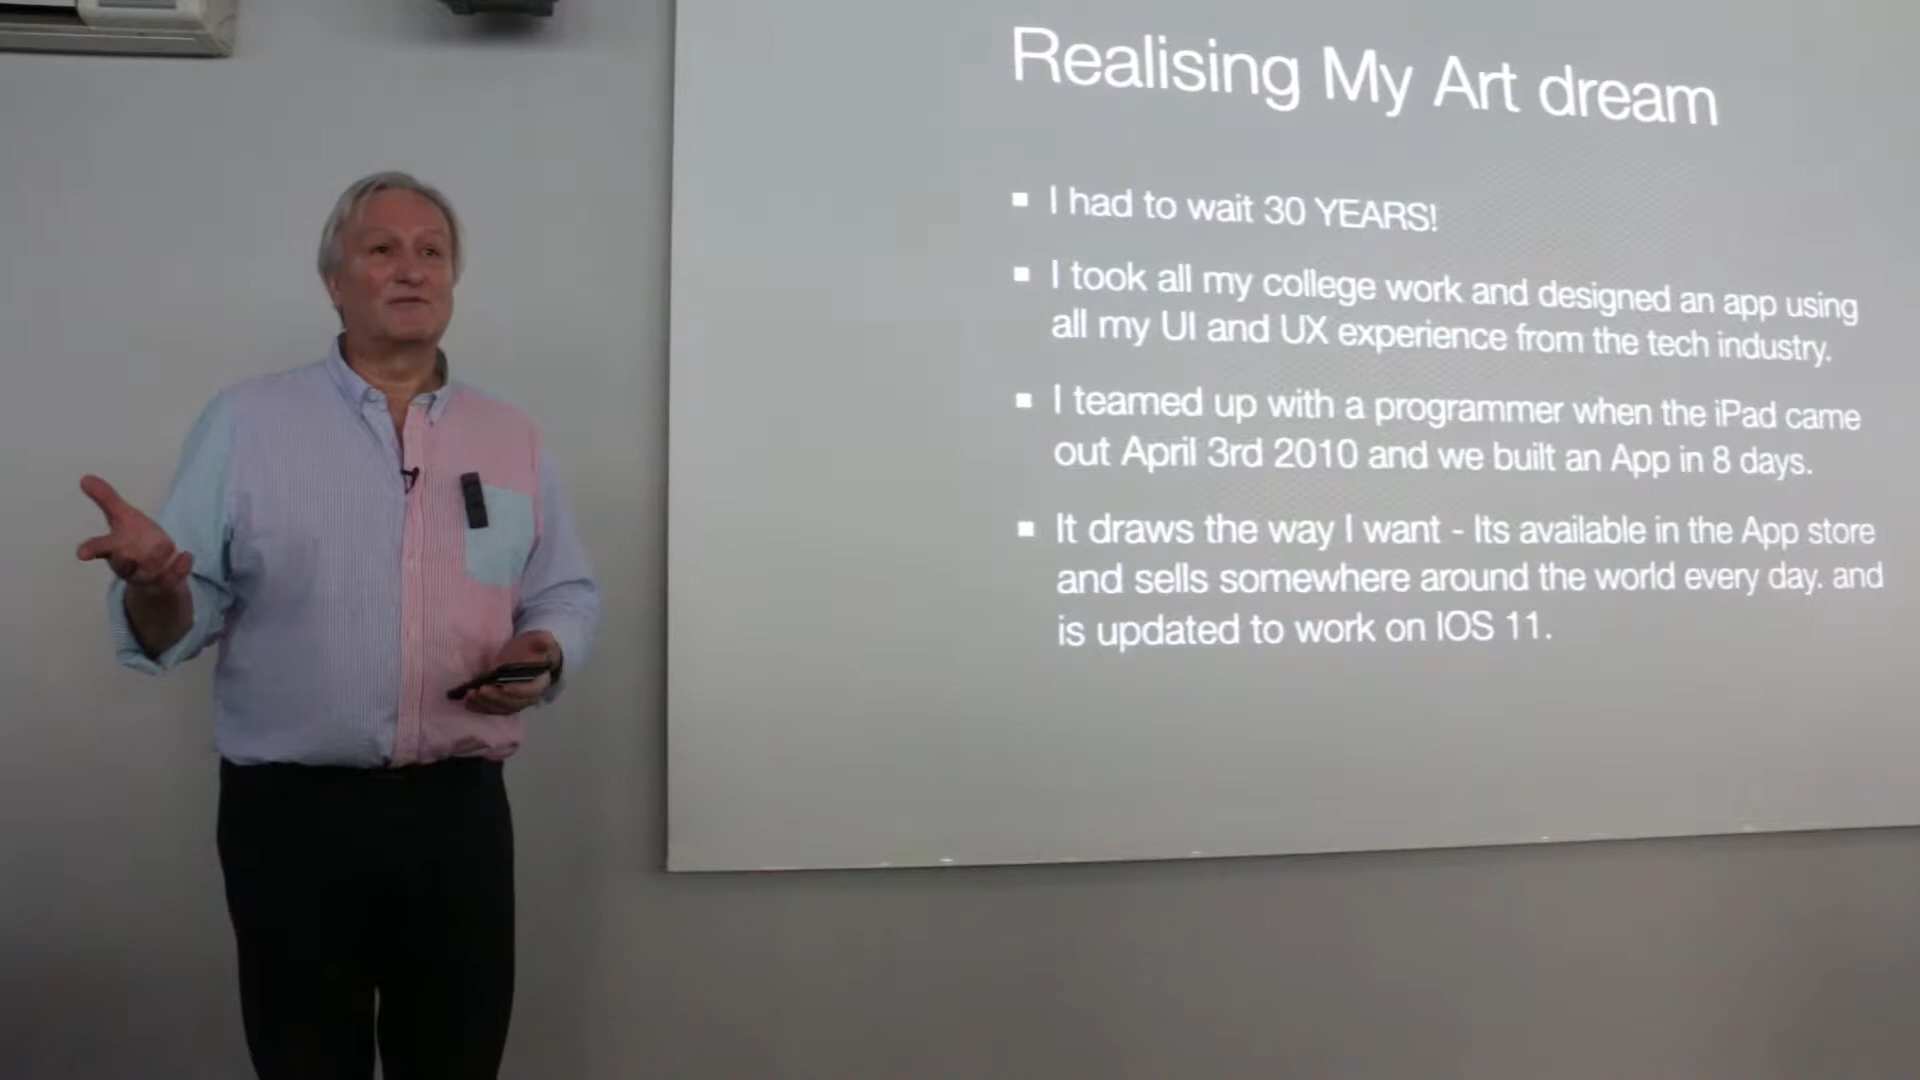 Realising My Art dream
▪ I had to wait 30 YEARS!
▪ I took all my college work and designed an app using
all my UI and UX experience from the tech industry.
▪ I teamed up with a programmer when the iPad came
out April 3rd 2010 and we built an App in 8 days.
▪ It draws the way I want - Its available in the App store
and sells somewhere around the world every day. and
is updated to work on IOS 11.